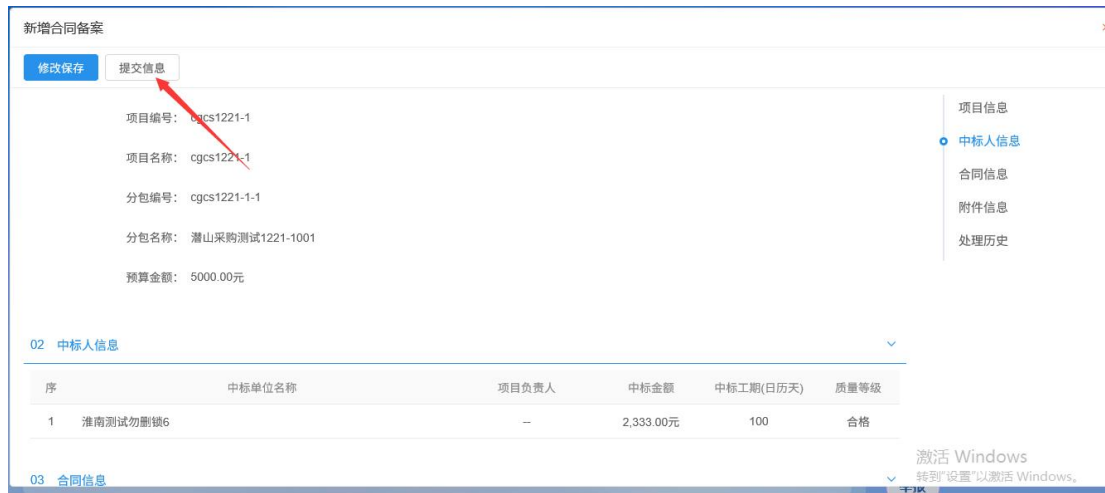 新增合同备案
修改保存 提交信息
项目编号： cgcs1221-1
项目名称： cgcs1221-1
分包编号： cgcs1221-1-1
分包名称： 潜山采购测试1221-1001
预算金额： 5000.00元
项目信息
中标人信息
合同信息
附件信息
处理历史
02 中标人信息
序 中标单位名称 项目负责人 中标金额 中标工期(日历天) 质量等级
1 淮南测试勿删锁6 -- 2,333.00元 100 合格
03 合同信息
激活 Windows
转到"设置"以激活 Windows。